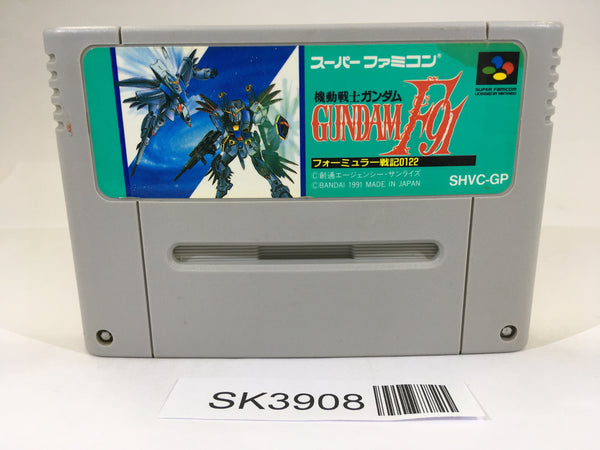 スーパーファミコン®
機動戦士ガンダム
GUNDAM F91
フォーミュラー戦記0122
©創通エージェンシー・サンライズ
©BANDAI 1991 MADE IN JAPAN
SUPER FAMICOM
LICENSED BY NINTENDO
SHVC-GP
SK3908